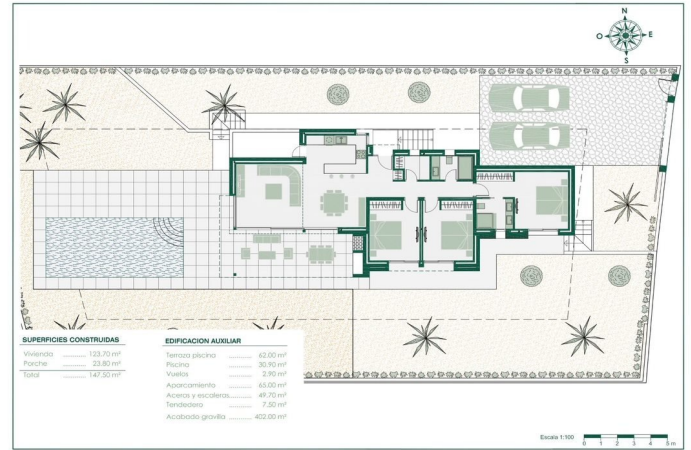 N
O E
S
SUPERFICIES CONSTRUIDAS
Vivienda ............ 123.70 m²
Porche ............ 23.80 m²
Total ............ 147.50 m²
EDIFICACION AUXILIAR
Terraza piscina ............ 62.00 m²
Piscina ............ 30.90 m²
Vuelos ............ 2.90 m²
Aparcamiento ............ 65.00 m²
Aceras y escaleras ............ 49.70 m²
Tendedero ............ 7.50 m²
Acabado gravilla ............ 402.00 m²
Escala 1:100
0 1 2 3 4 5 m